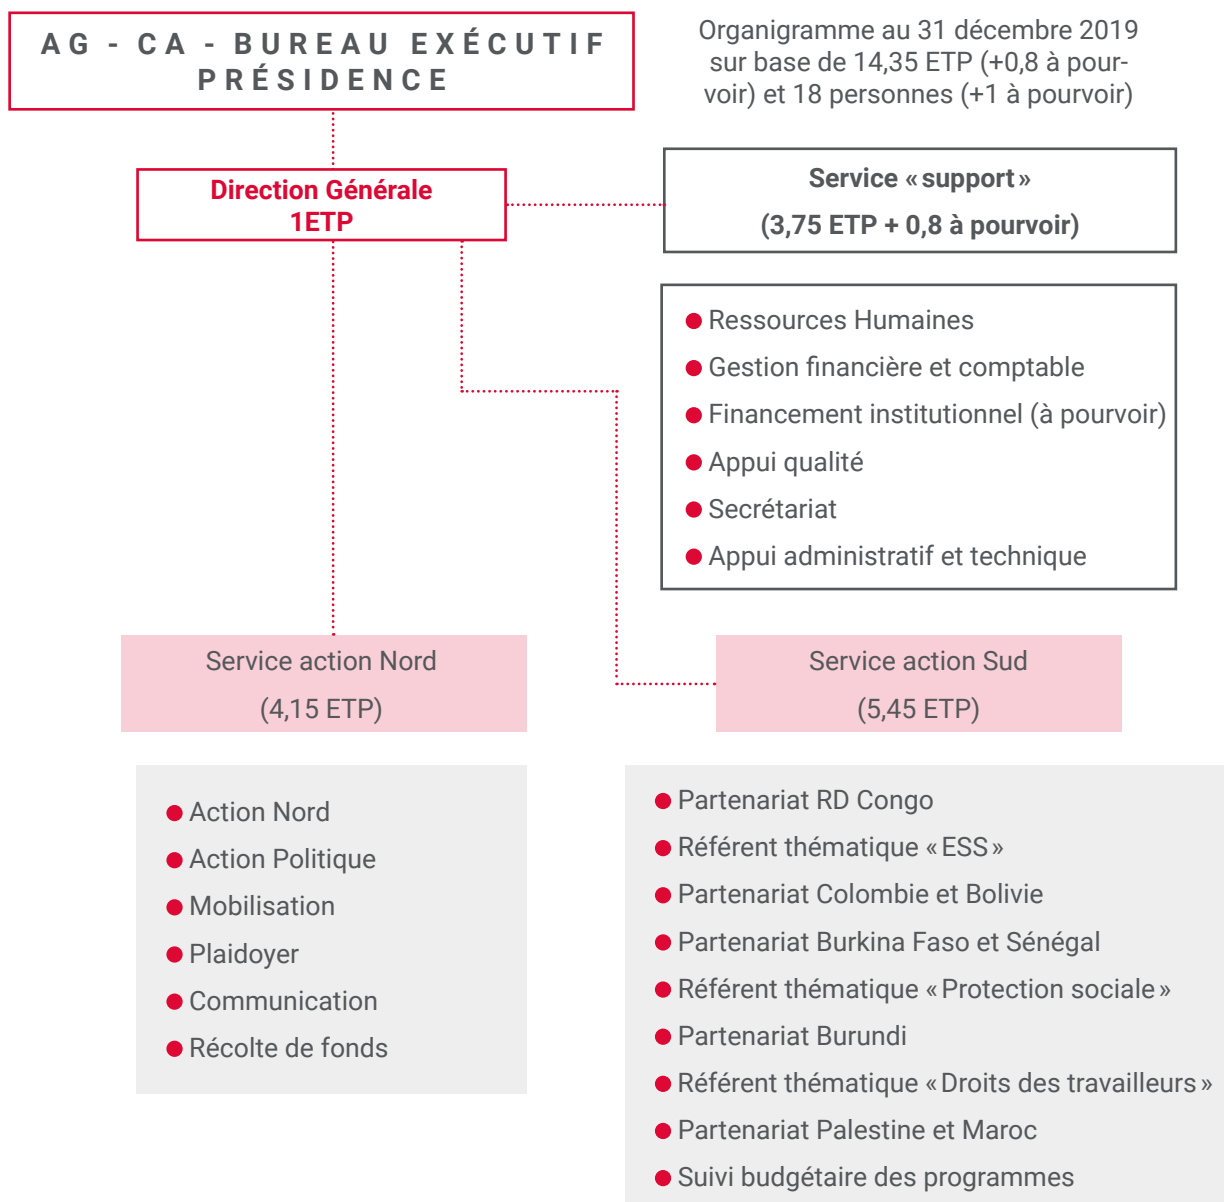 AG - CA - BUREAU EXÉCUTIF
PRÉSIDENCE
Organigramme au 31 décembre 2019
sur base de 14,35 ETP (+0,8 à pour-
voir) et 18 personnes (+1 à pourvoir)
Direction Générale
1ETP
Service « support »
(3,75 ETP + 0,8 à pourvoir)
Ressources Humaines
Gestion financière et comptable
Financement institutionnel (à pourvoir)
Appui qualité
Secrétariat
Appui administratif et technique
Service action Nord
(4,15 ETP)
Service action Sud
(5,45 ETP)
Action Nord
Action Politique
Mobilisation
Plaidoyer
Communication
Récolte de fonds
Partenariat RD Congo
Référent thématique « ESS »
Partenariat Colombie et Bolivie
Partenariat Burkina Faso et Sénégal
Référent thématique « Protection sociale »
Partenariat Burundi
Référent thématique « Droits des travailleurs »
Partenariat Palestine et Maroc
Suivi budgétaire des programmes